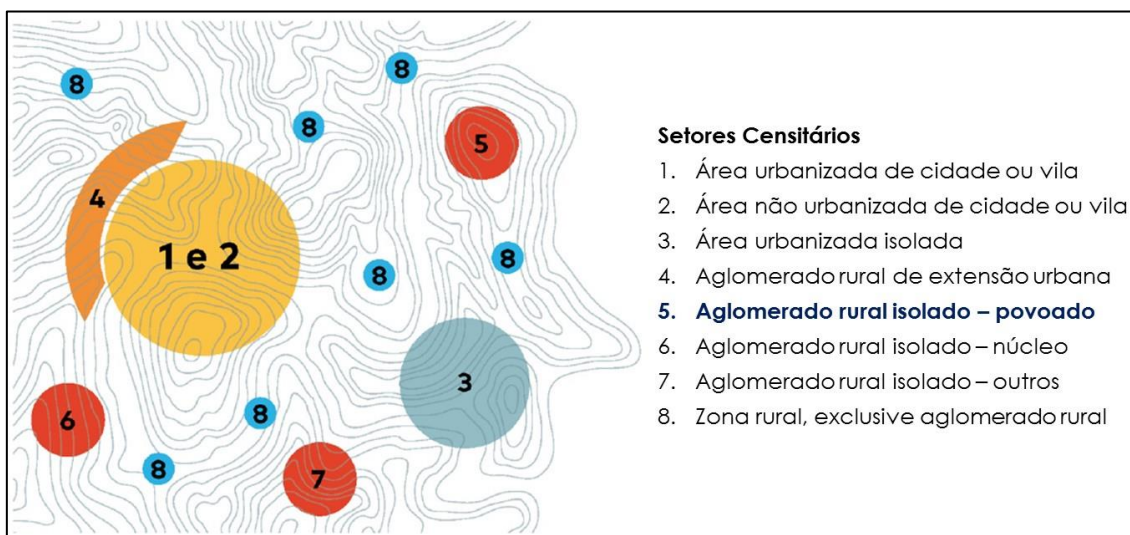 8
8
8
5
4
1 e 2
8
8
3
8
6
8
7
Setores Censitários
1. Área urbanizada de cidade ou vila
2. Área não urbanizada de cidade ou vila
3. Área urbanizada isolada
4. Aglomerado rural de extensão urbana
5. Aglomerado rural isolado – povoado
6. Aglomerado rural isolado – núcleo
7. Aglomerado rural isolado – outros
8. Zona rural, exclusive aglomerado rural